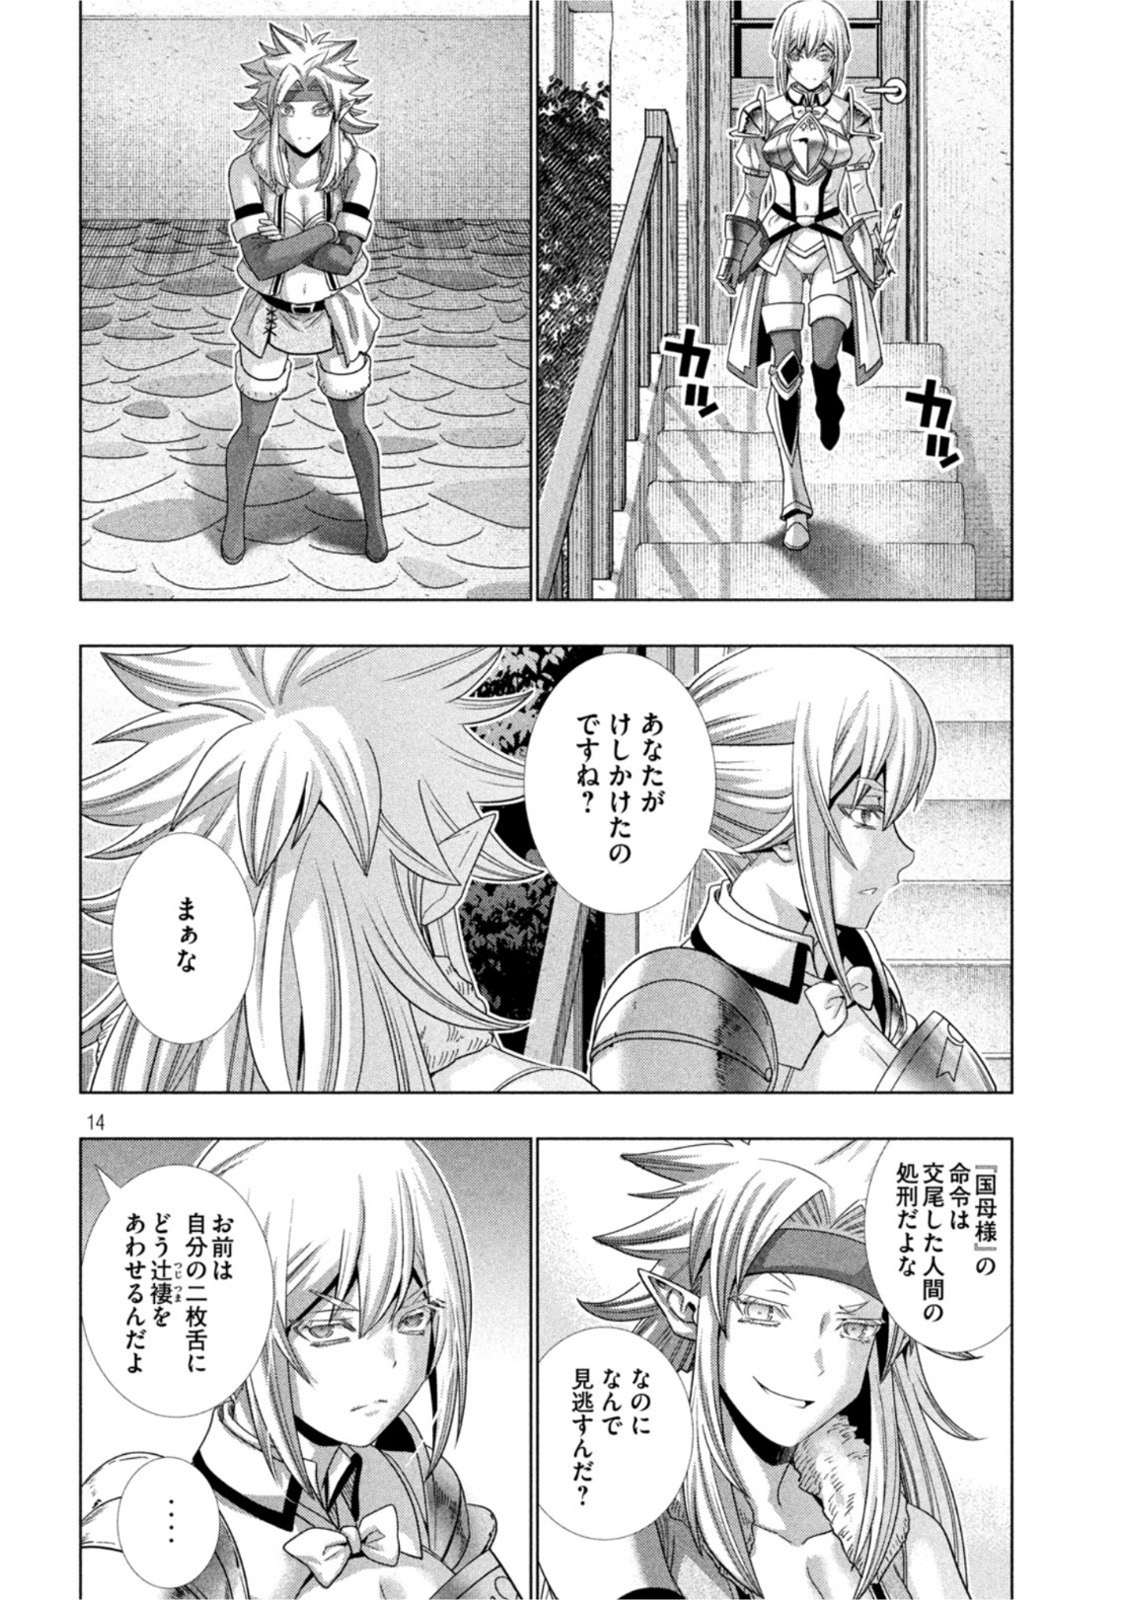 カッ
カッ
あなたが
けしかけたの
ですね？
まぁな
『国母様』の
命令は
交尾した人間の
処刑だよな
なのに
なんで
見逃すんだ？
お前は
自分の二枚舌に
どう辻褄を
つじつま
あわせるんだよ
‥‥
14